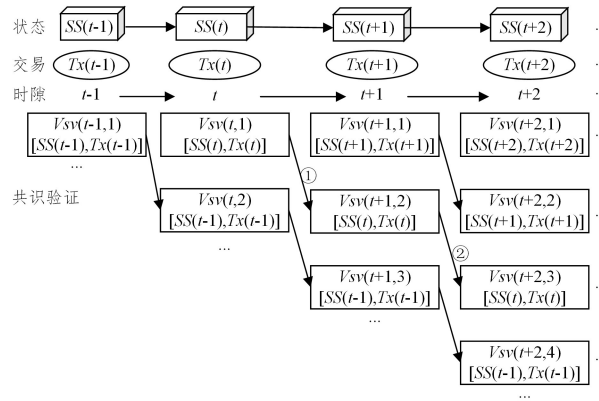 状态 SS(t-1) SS(t) SS(t+1) SS(t+2)
交易 Tx(t-1) Tx(t) Tx(t+1) Tx(t+2)
时隙 t-1 t t+1 t+2
Vsv(t-1,1) Vsv(t,1) Vsv(t+1,1) Vsv(t+2,1)
[SS(t-1),Tx(t-1)] [SS(t),Tx(t)] [SS(t+1),Tx(t+1)] [SS(t+2),Tx(t+2)]
... ①
共识验证 Vsv(t,2) Vsv(t+1,2) Vsv(t+2,2)
[SS(t-1),Tx(t-1)] [SS(t),Tx(t)] [SS(t+1),Tx(t+1)]
... ②
Vsv(t+1,3) Vsv(t+2,3)
[SS(t-1),Tx(t-1)] [SS(t),Tx(t)]
...
Vsv(t+2,4)
[SS(t-1),Tx(t-1)]
...